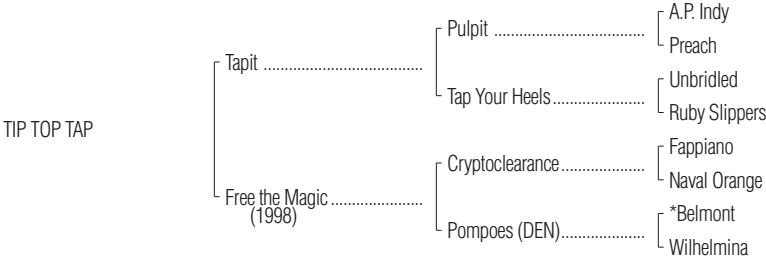 A.P. Indy
Pulpit ....................................
Preach
Tapit ......................................
Unbridled
Tap Your Heels......................
Ruby Slippers
TIP TOP TAP
Fappiano
Cryptoclearance....................
Naval Orange
Free the Magic ......................
(1998)
*Belmont
Pompoes (DEN)....................
Wilhelmina